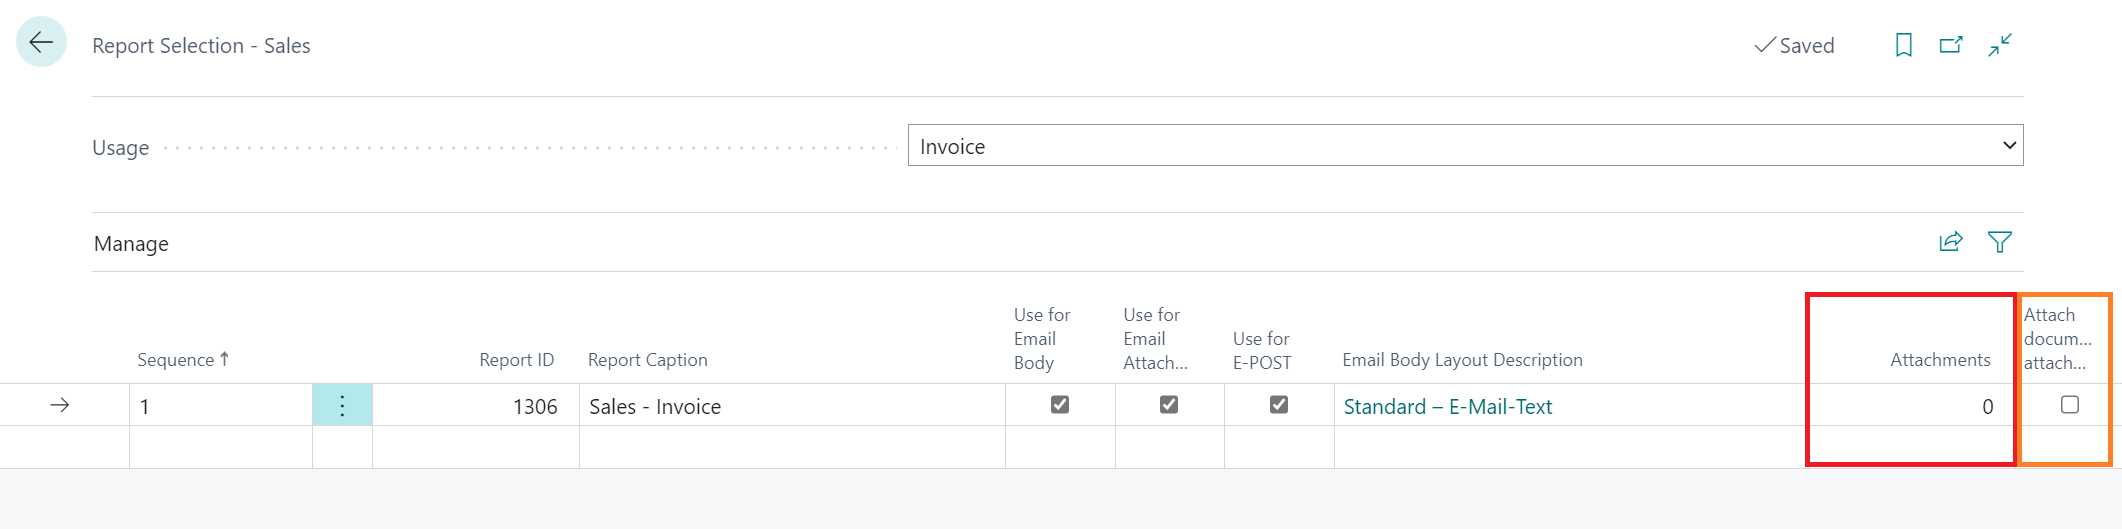 Report Selection - Sales
Saved
Usage
Invoice
Manage
Sequence
Report ID
Report Caption
Use for
Email
Body
Use for
Email
Attach...
Use for
E-POST
Email Body Layout Description
Attachments
Attach
docum...
attach...
1
1306
Sales - Invoice
Standard – E-Mail-Text
0